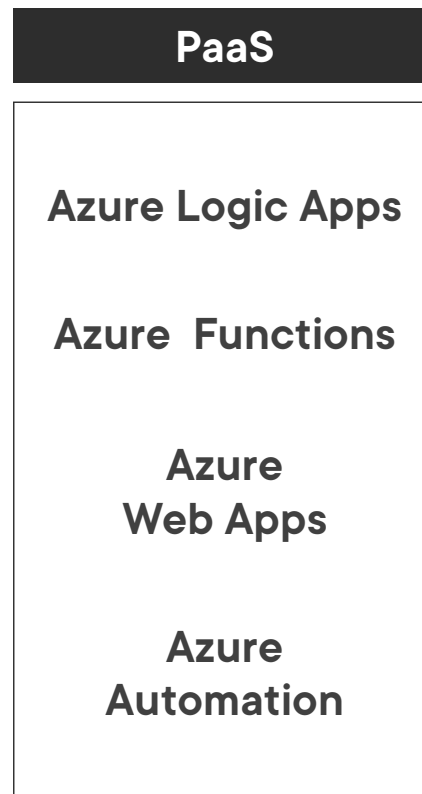 PaaS
Azure Logic Apps
Azure  Functions
Azure
Web Apps
Azure
Automation